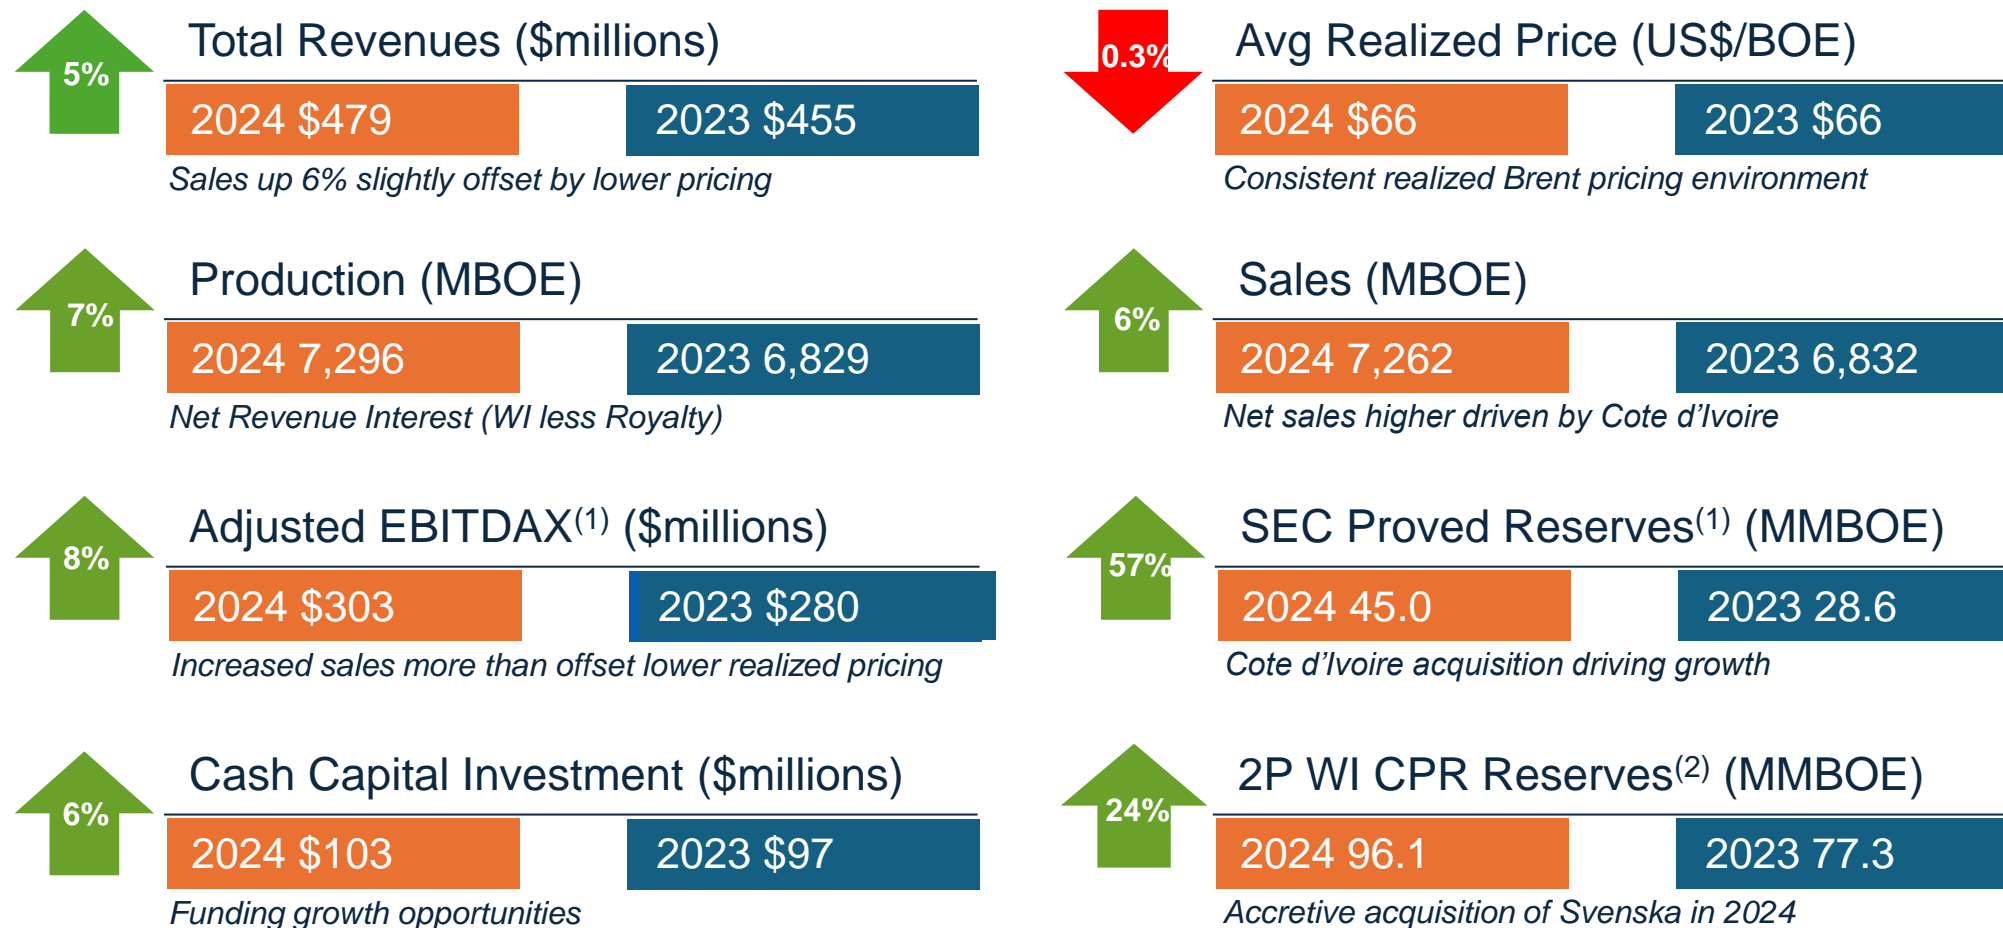 5%
Total Revenues ($millions)
2024 $479
2023 $455
Sales up 6% slightly offset by lower pricing
0.3%
Avg Realized Price (US$/BOE)
2024 $66
2023 $66
Consistent realized Brent pricing environment
7%
Production (MBOE)
2024 7,296
2023 6,829
Net Revenue Interest (WI less Royalty)
6%
Sales (MBOE)
2024 7,262
2023 6,832
Net sales higher driven by Cote d’Ivoire
8%
Adjusted EBITDAX(1) ($millions)
2024 $303
2023 $280
Increased sales more than offset lower realized pricing
57%
SEC Proved Reserves(1) (MMBOE)
2024 45.0
2023 28.6
Cote d’Ivoire acquisition driving growth
6%
Cash Capital Investment ($millions)
2024 $103
2023 $97
Funding growth opportunities
24%
2P WI CPR Reserves(2) (MMBOE)
2024 96.1
2023 77.3
Accretive acquisition of Svenska in 2024